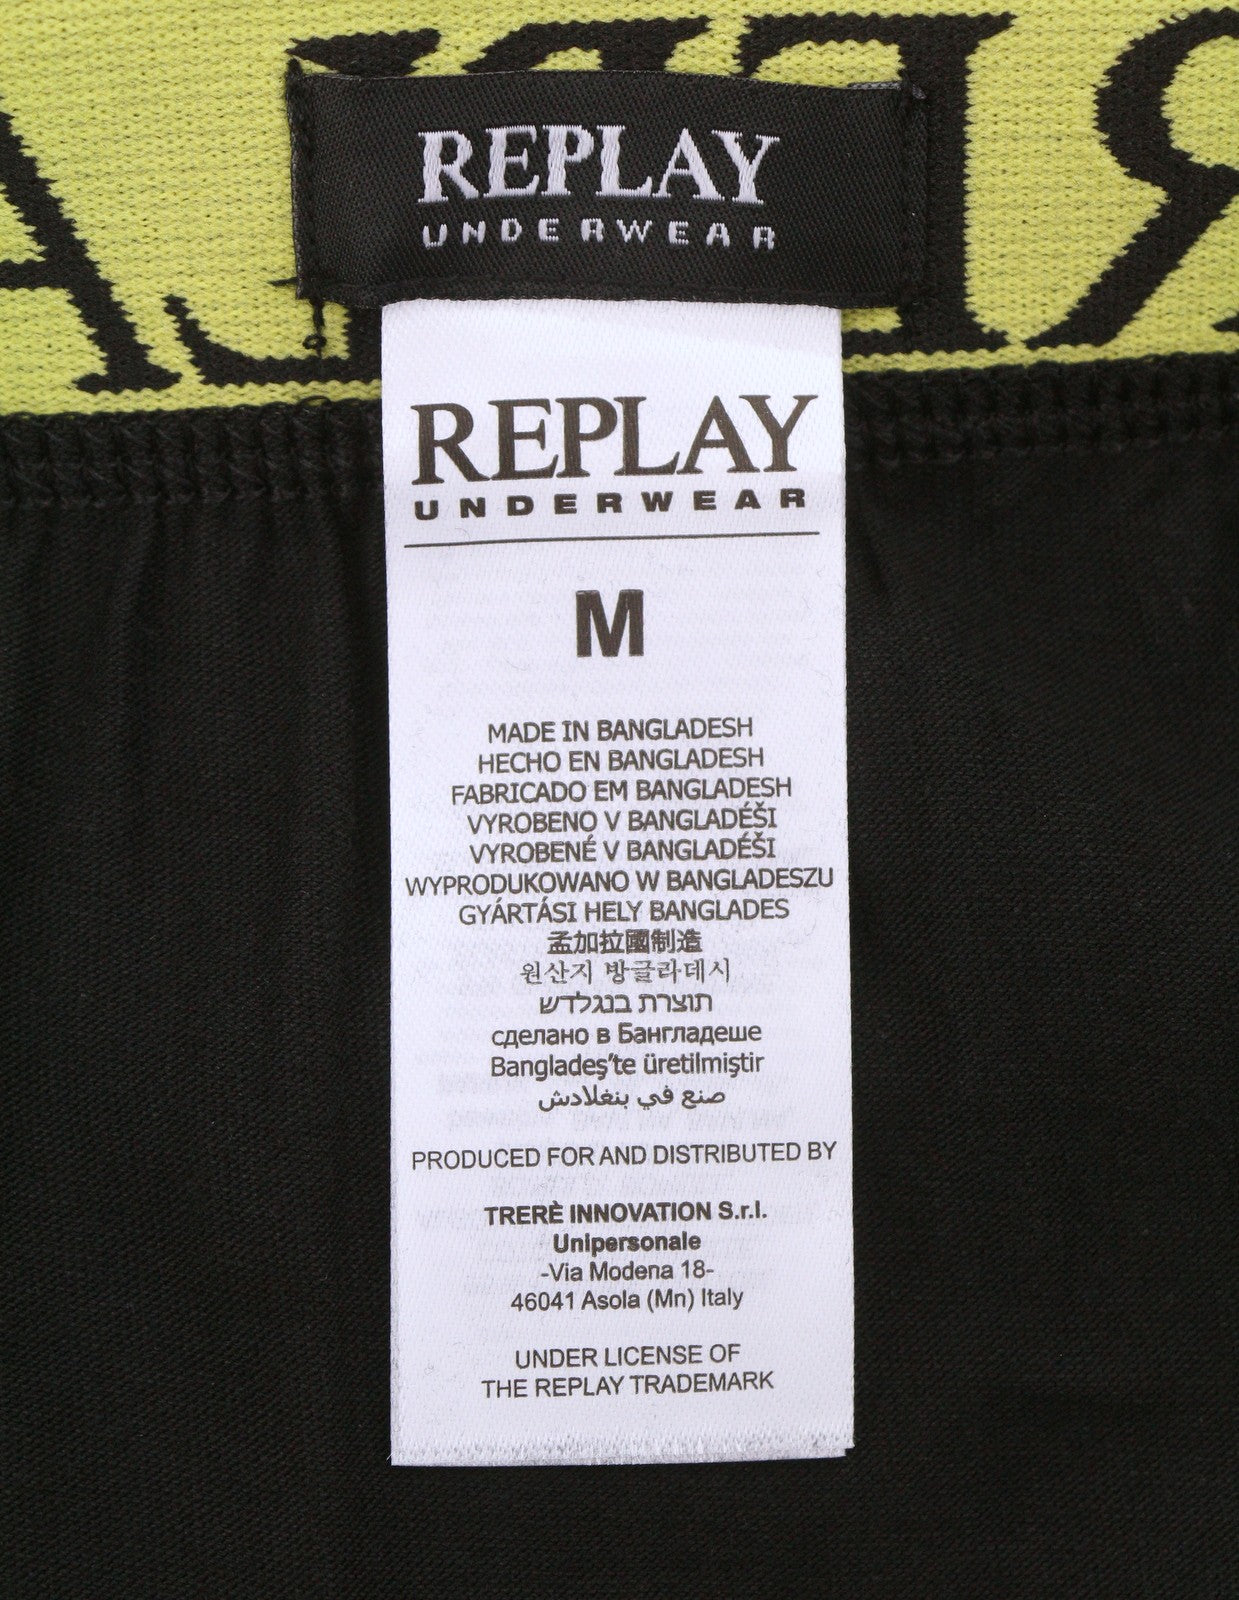 REPLAY
UNDERWEAR
REPLAY
UNDERWEAR
M
MADE IN BANGLADESH
HECHO EN BANGLADESH
FABRICADO EM BANGLADESH
VYROBENO V BANGLADÉŠI
VYROBENÉ V BANGLADÉŠI
WYPRODUKOWANO W BANGLADESZU
GYÁRTÁSI HELY BANGLADES
孟加拉國制造
원산지 방글라데시
תוצרת בנגלדש
сделано в Бангладеше
Bangladeş'te üretilmiştir
صنع في بنغلادش
PRODUCED FOR AND DISTRIBUTED BY
TRERÈ INNOVATION S.r.l.
Unipersonale
-Via Modena 18-
46041 Asola (Mn) Italy
UNDER LICENSE OF
THE REPLAY TRADEMARK